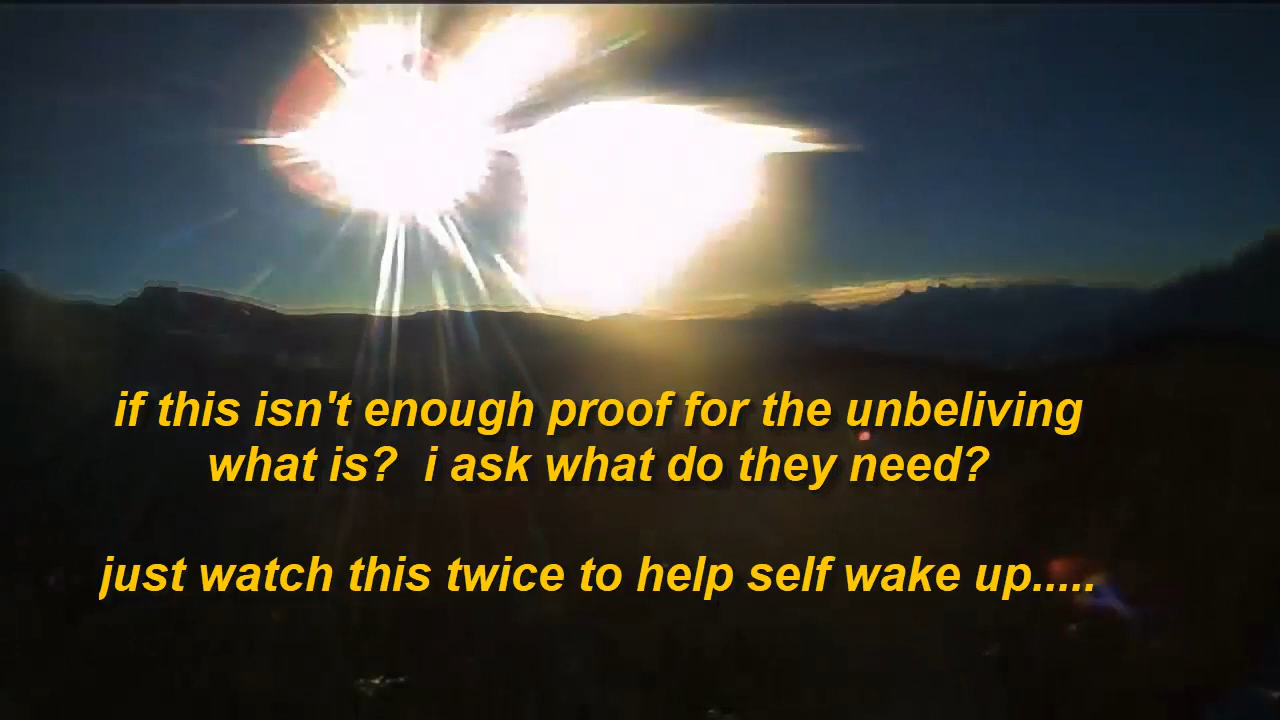 if this isn't enough proof for the unbeliving
what is?  i ask what do they need?
just watch this twice to help self wake up.....